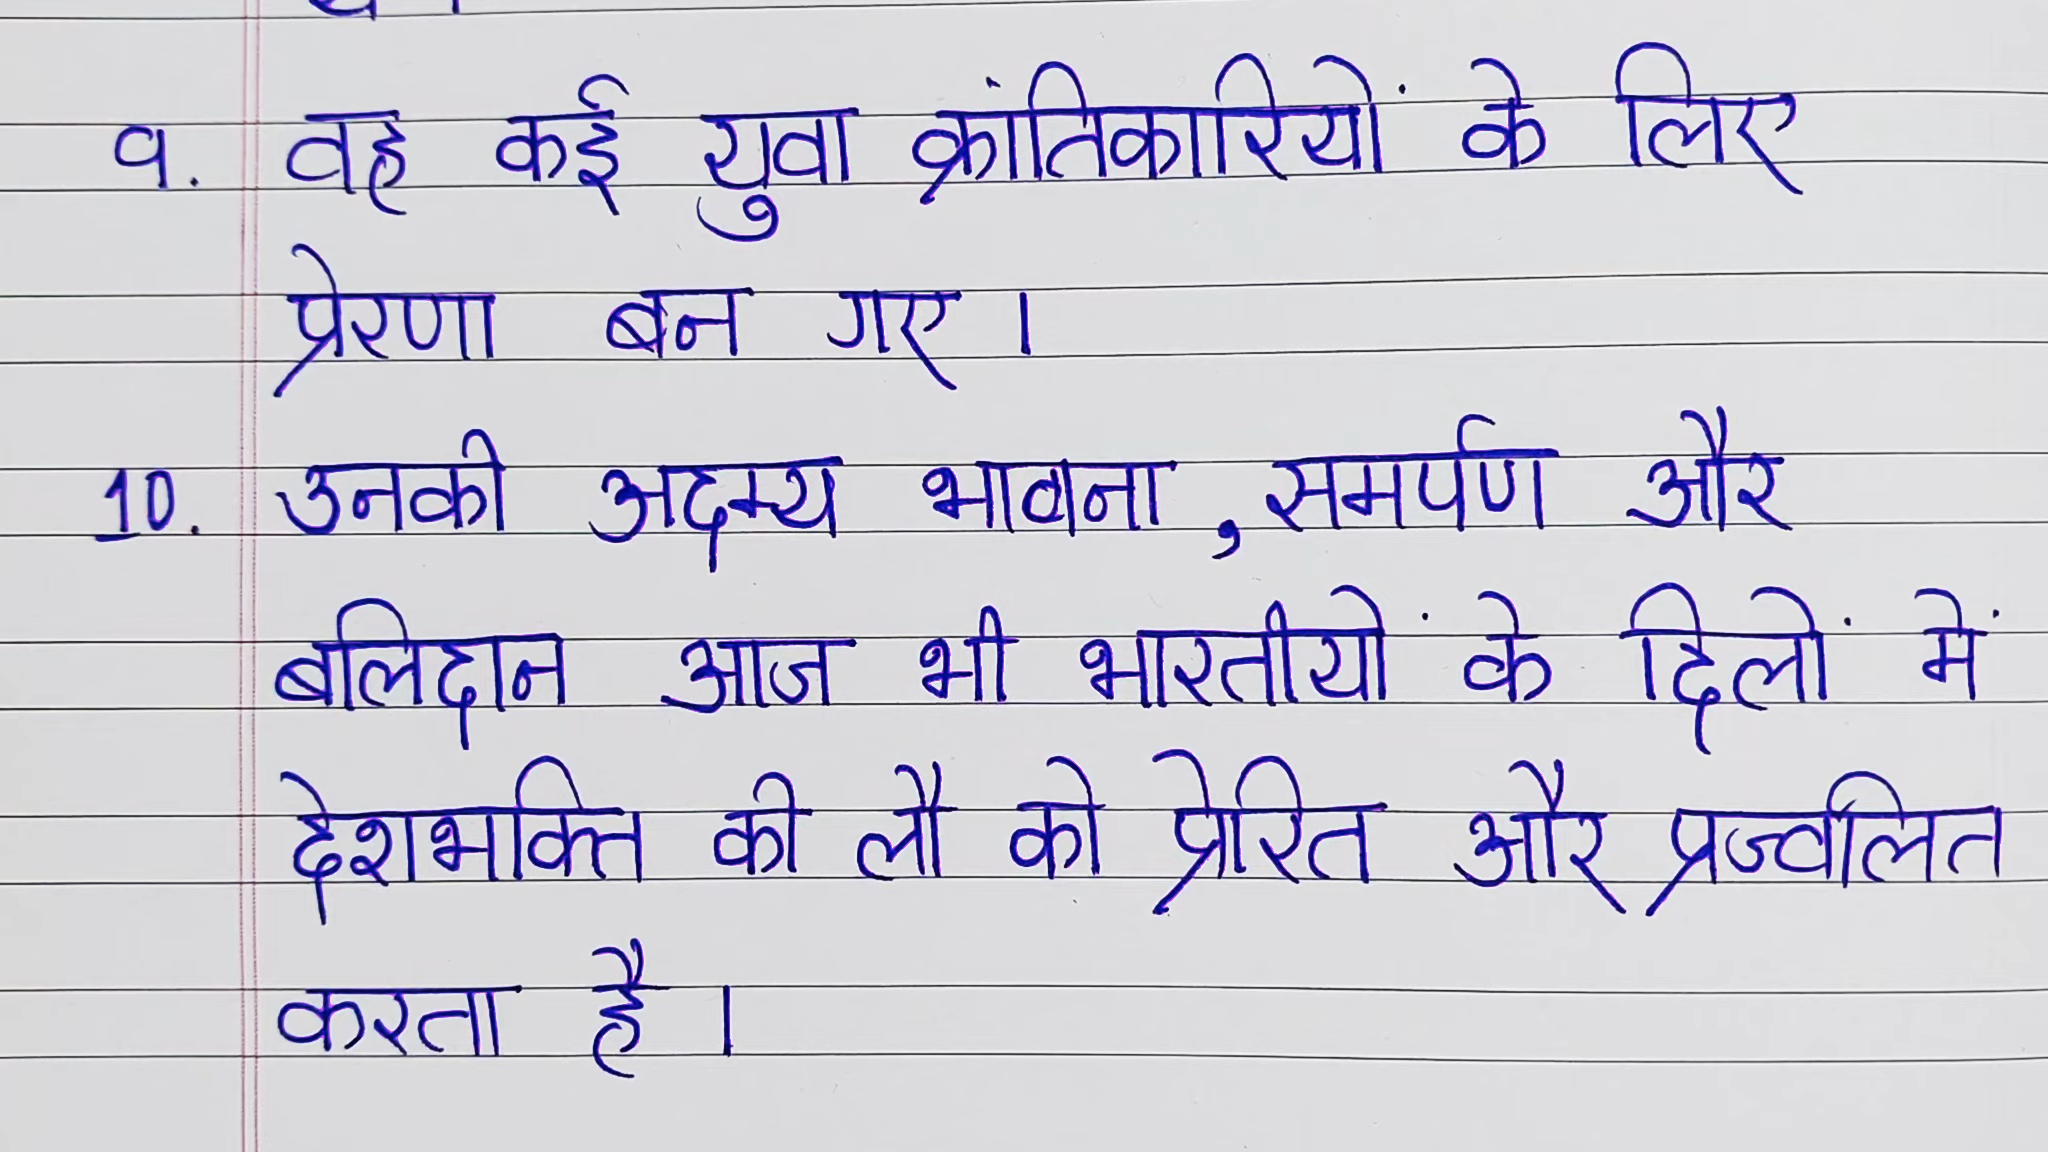 9. वह कई युवा क्रांतिकारियों के लिए
प्रेरणा बन गए।
10. उनकी अदम्य भावना, समर्पण और
बलिदान आज भी भारतीयों के दिलों में
देशभक्ति की लौ को प्रेरित और प्रज्वलित
करता है।